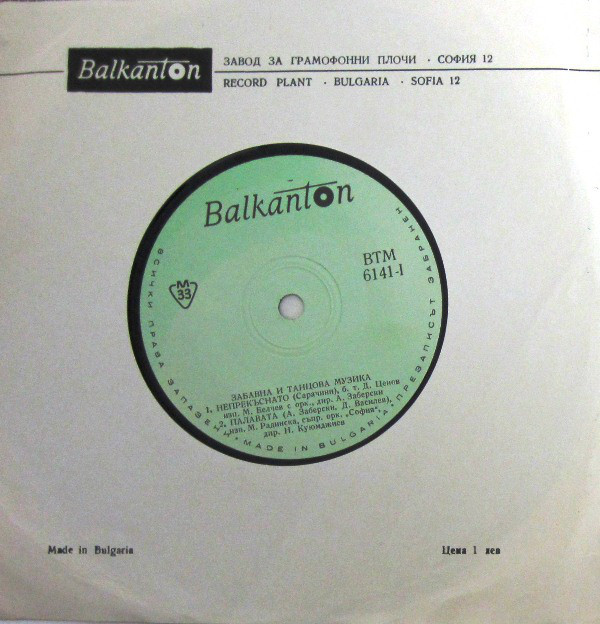 Balkanton
ЗАВОД ЗА ГРАМОФОННИ ПЛОЧИ · СОФИЯ 12
RECORD PLANT · BULGARIA · SOFIA 12
Balkanton
ВТМ
6141-I
M
33
ЗАБАВНА И ТАНЦОВА МУЗИКА
1. НЕПРЕКЪСНАТО (Сарачини), б. т. Д. Ценов
изп. М. Белчев с орк., дир. А. Заберски
2. ПАЛАВАТА (А. Заберски, Д. Василев),
изп. М. Радинска, съпр. орк. „София“,
дир. Н. Куюмджиев
ВСИЧКИ ПРАВА ЗАПАЗЕНИ · MADE IN BULGARIA · ПРЕЗАПИСЪТ ЗАБРАНЕН
Made in Bulgaria
Цена 1 лев